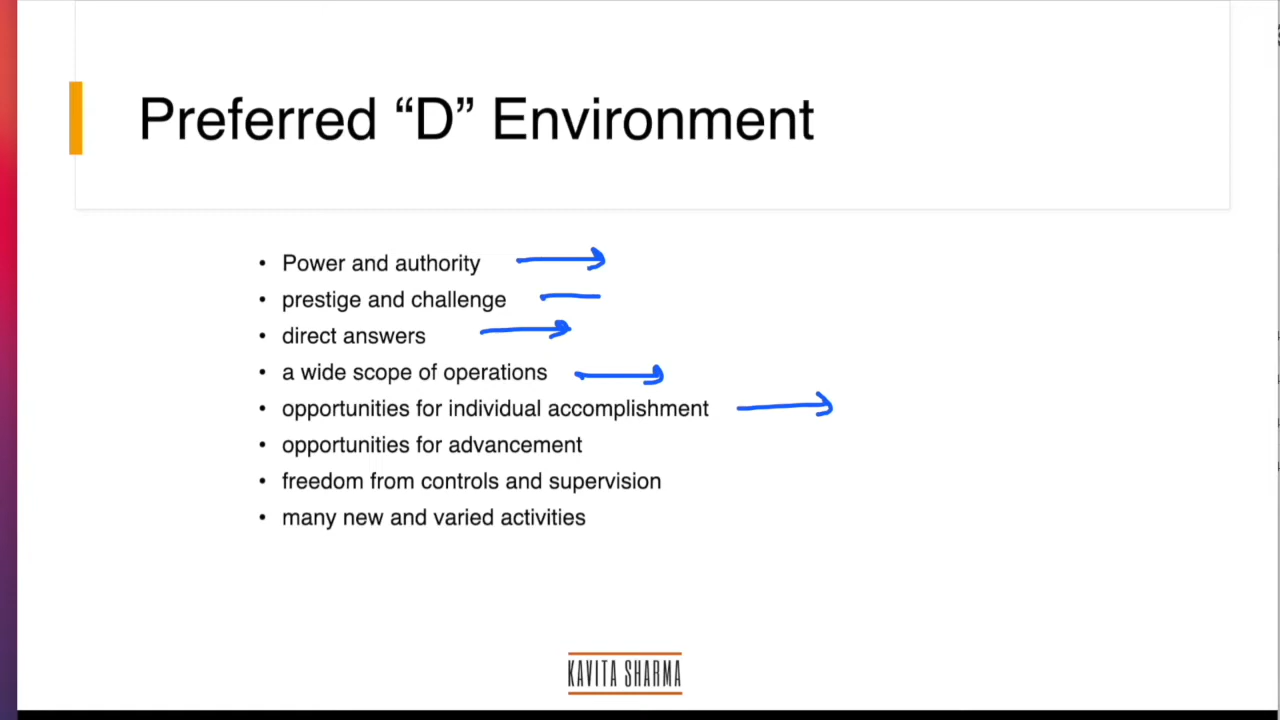 Preferred “D” Environment
• Power and authority
• prestige and challenge
• direct answers
• a wide scope of operations
• opportunities for individual accomplishment
• opportunities for advancement
• freedom from controls and supervision
• many new and varied activities
KAVITA SHARMA